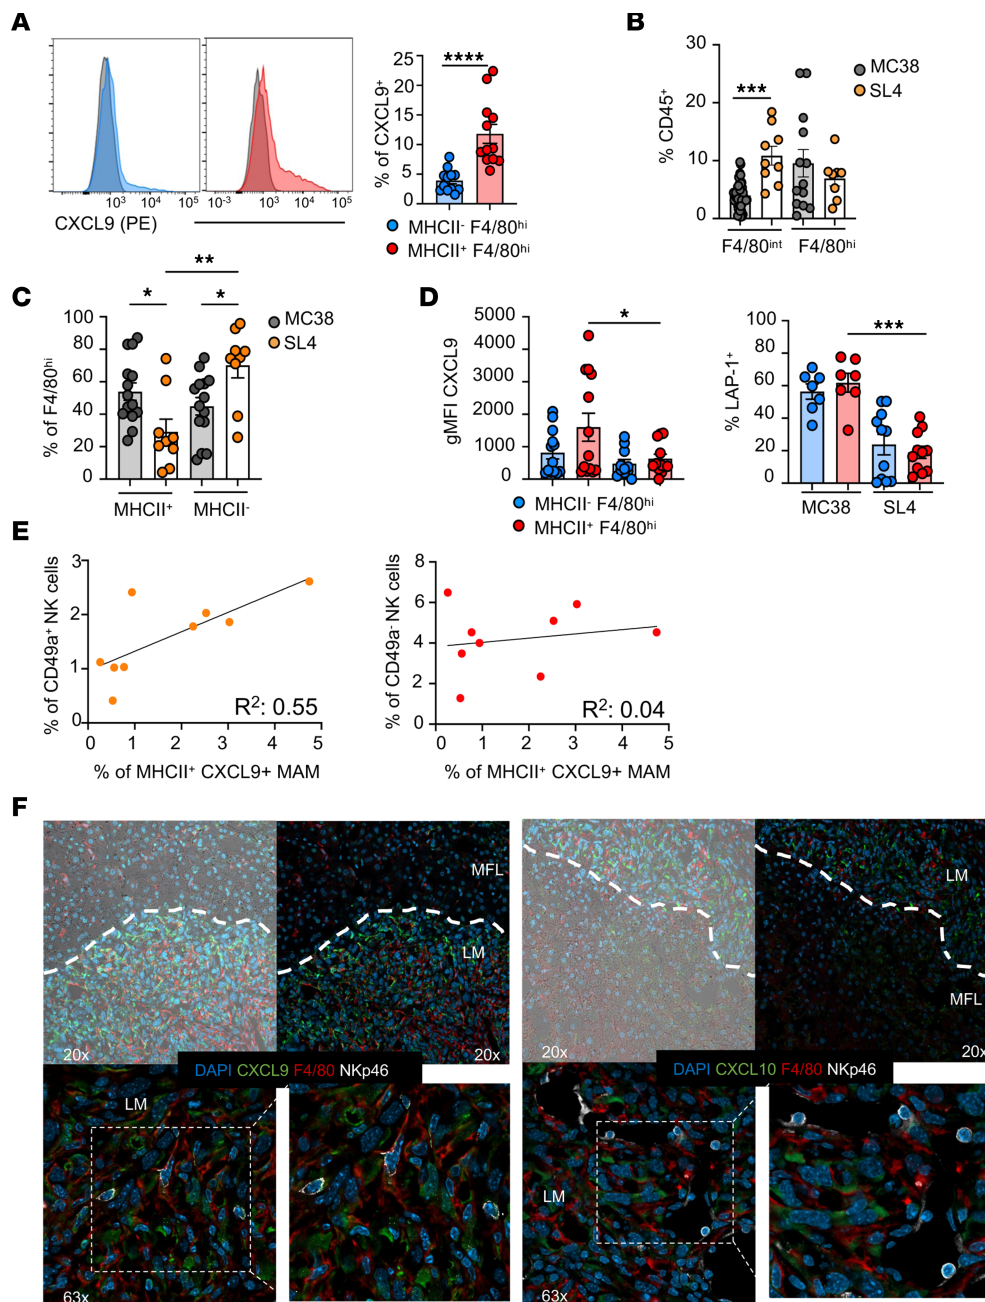 A
B
% of CXCL9⁺
25
20
15
10
5
0
****
10³ 10⁴ 10⁵
10⁻³ 10³ 10⁴ 10⁵
CXCL9 (PE)
MHCII⁻ F4/80ʰⁱ
MHCII⁺ F4/80ʰⁱ
% CD45⁺
30
20
10
0
***
MC38
SL4
F4/80ⁱⁿᵗ F4/80ʰⁱ
C
% of F4/80ʰⁱ
100
80
60
40
20
0
**
* *
MC38
SL4
MHCII⁺ MHCII⁻
D
gMFI CXCL9
5000
4000
3000
2000
1000
0
*
MHCII⁻ F4/80ʰⁱ
MHCII⁺ F4/80ʰⁱ
% LAP-1⁺
80
60
40
20
0
***
MC38 SL4
E
% of CD49a⁺ NK cells
3
2
1
0
0 1 2 3 4 5
R²: 0.55
% of MHCII⁺ CXCL9+ MAM
% of CD49a⁻ NK cells
8
6
4
2
0
0 1 2 3 4 5
R²: 0.04
% of MHCII⁺ CXCL9+ MAM
F
MFL
LM
20x 20x
DAPI CXCL9 F4/80 NKp46
LM
63x
LM
MFL
20x 20x
DAPI CXCL10 F4/80 NKp46
LM
63x